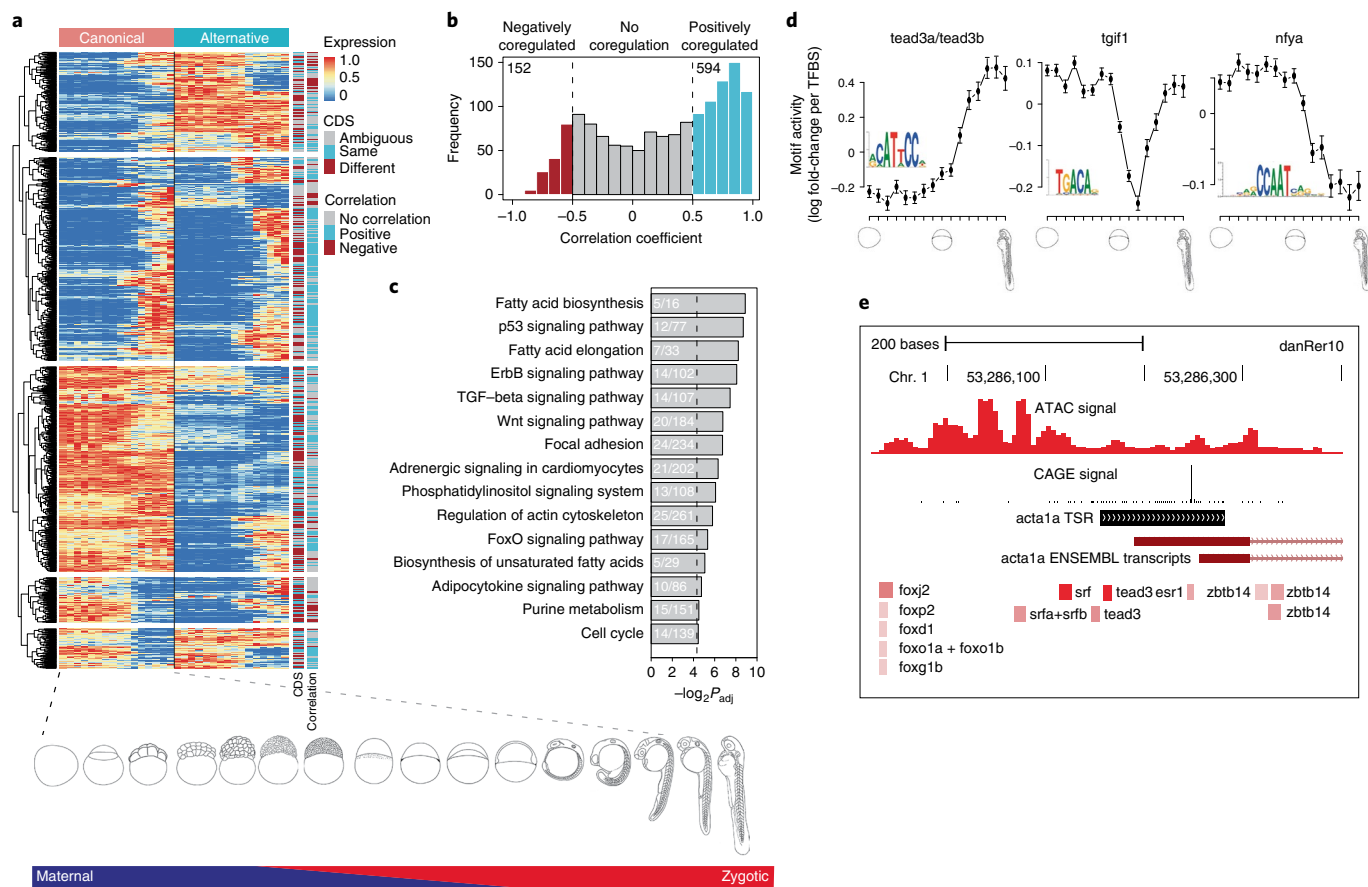 a
Canonical Alternative
Expression
1.0
0.5
0
CDS
Ambiguous
Same
Different
Correlation
No correlation
Positive
Negative
CDS
Correlation
Maternal
Zygotic
b
Negatively coregulated
No coregulation
Positively coregulated
152
594
150
100
50
0
Frequency
–1.0 –0.5 0 0.5 1.0
Correlation coefficient
c
Fatty acid biosynthesis 5/16
p53 signaling pathway 12/77
Fatty acid elongation 7/33
ErbB signaling pathway 14/102
TGF–beta signaling pathway 14/107
Wnt signaling pathway 20/184
Focal adhesion 24/234
Adrenergic signaling in cardiomyocytes 21/202
Phosphatidylinositol signaling system 13/108
Regulation of actin cytoskeleton 25/261
FoxO signaling pathway 17/165
Biosynthesis of unsaturated fatty acids 5/29
Adipocytokine signaling pathway 10/86
Purine metabolism 15/151
Cell cycle 14/139
0 2 4 6 8 10
–log2Padj
d
tead3a/tead3b
tgif1
nfya
Motif activity
(log fold-change per TFBS)
0.4
0.2
0
–0.2
CATTCC
0.1
0
–0.1
–0.2
TGACA
0
–0.1
CCAAT
e
200 bases
danRer10
Chr. 1
53,286,100
53,286,300
ATAC signal
CAGE signal
acta1a TSR
acta1a ENSEMBL transcripts
foxj2
srf
tead3
esr1
zbtb14
zbtb14
foxp2
srfa+srfb
tead3
zbtb14
foxd1
foxo1a + foxo1b
foxg1b